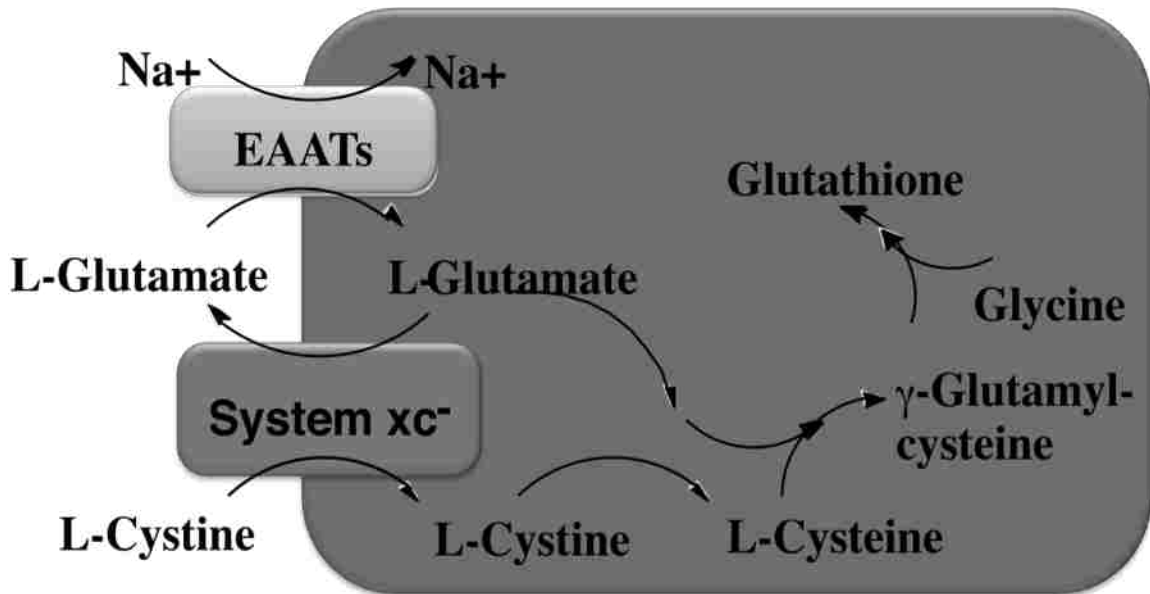 Na+
Na+
EAATs
Glutathione
L-Glutamate
L-Glutamate
Glycine
System xc-
γ-Glutamyl-
cysteine
L-Cystine
L-Cystine
L-Cysteine